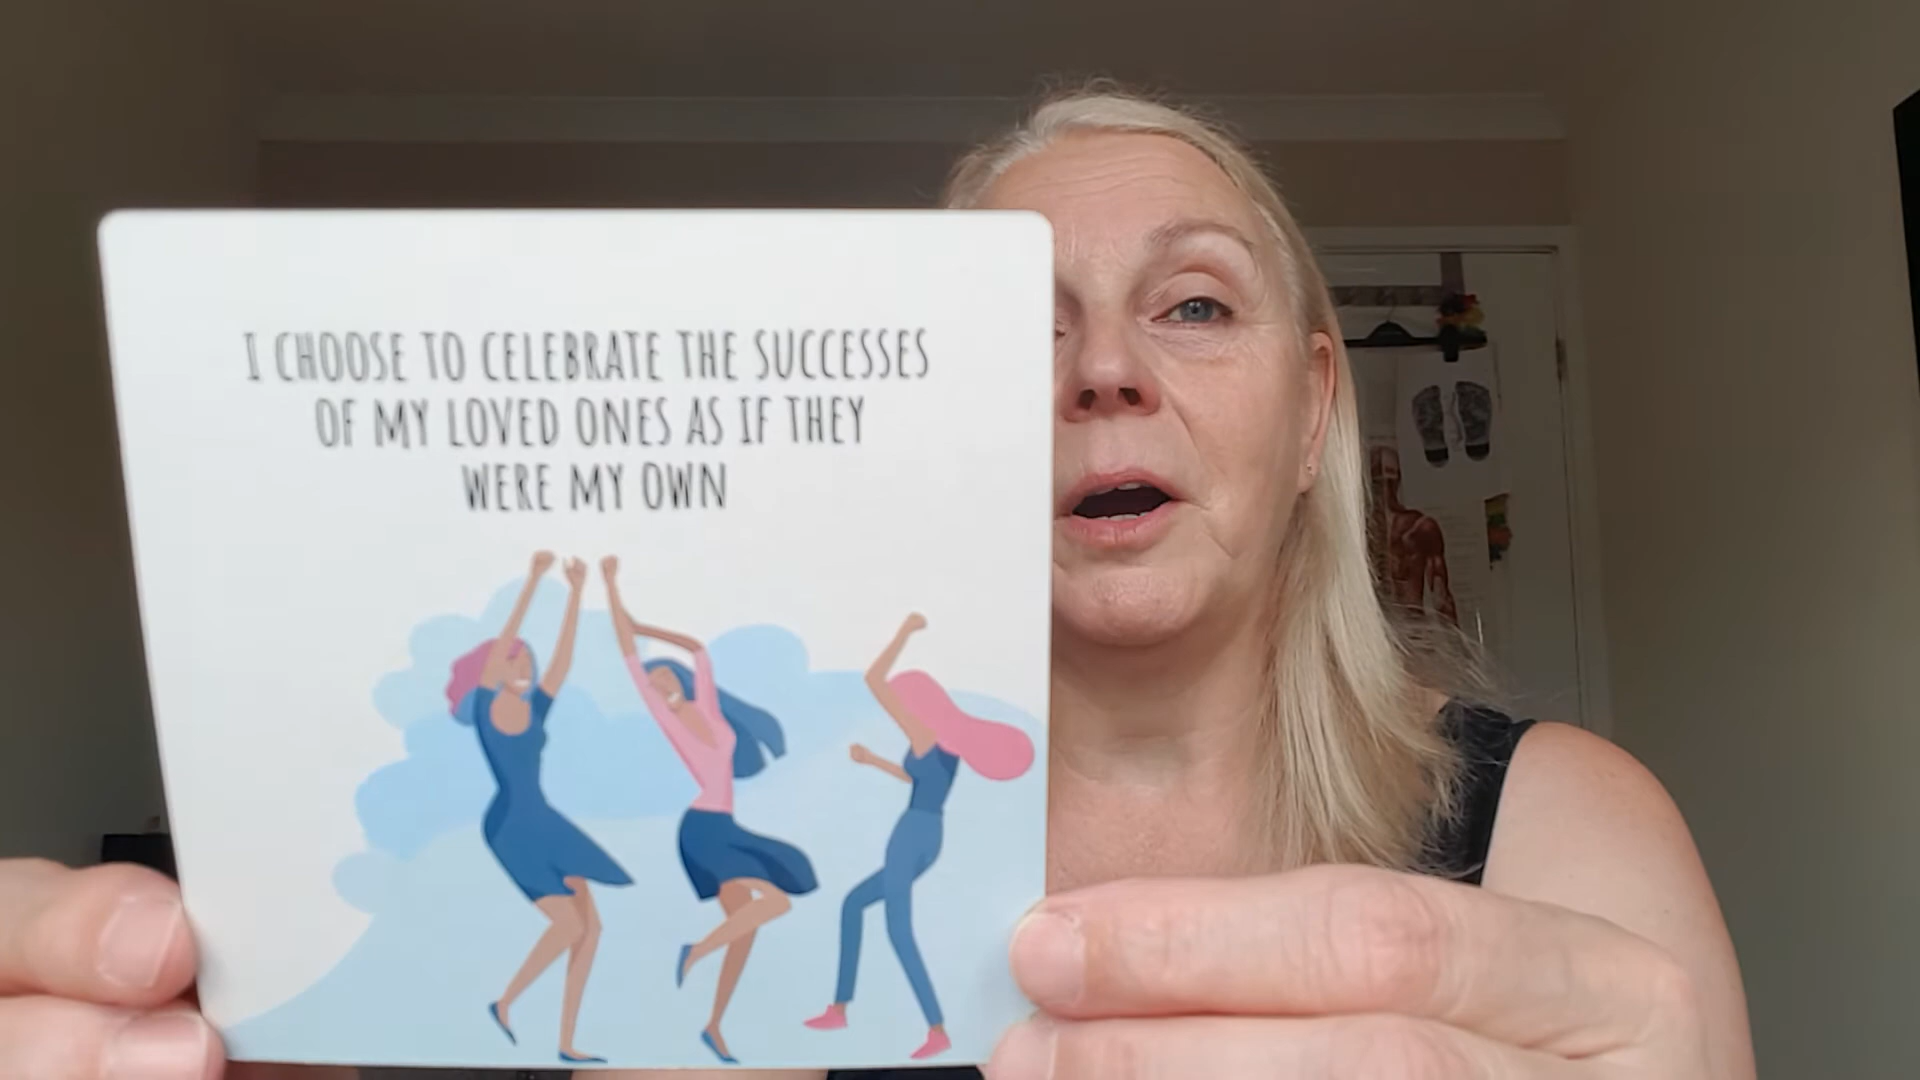 I CHOOSE TO CELEBRATE THE SUCCESSES
OF MY LOVED ONES AS IF THEY
WERE MY OWN